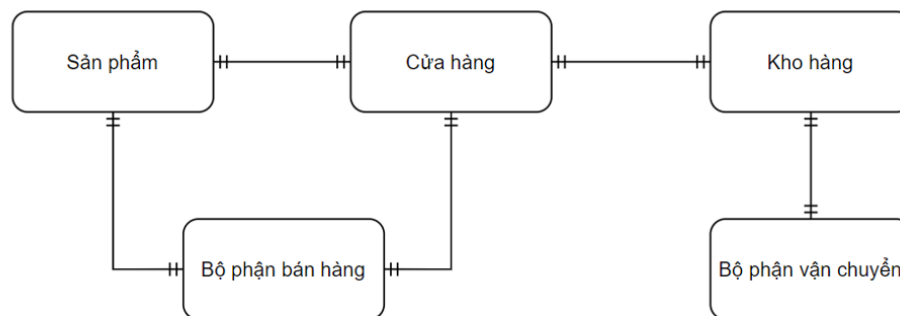 Sản phẩm
Cửa hàng
Kho hàng
Bộ phận bán hàng
Bộ phận vận chuyển